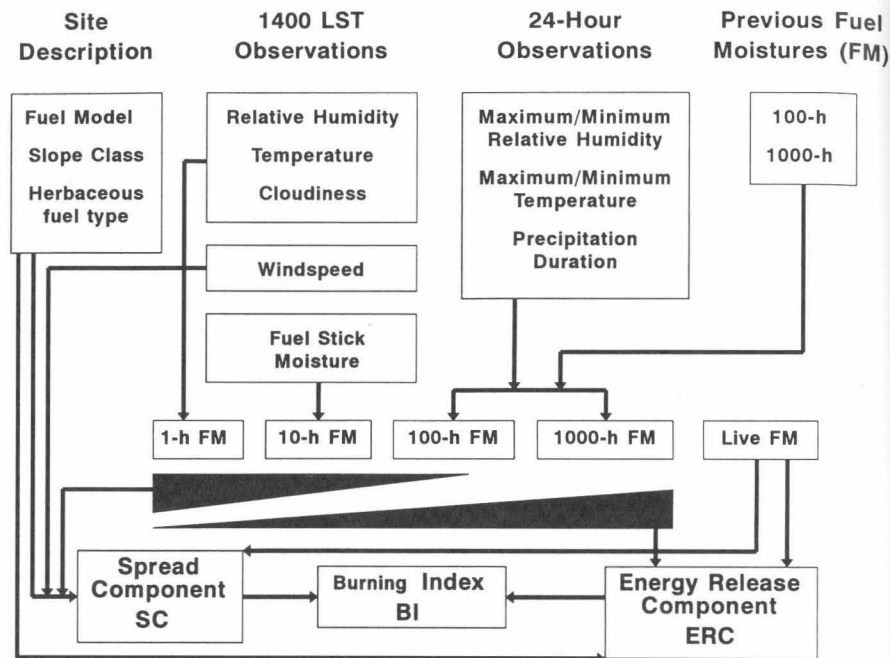 Site
Description
1400 LST
Observations
24-Hour
Observations
Previous Fuel
Moistures (FM)
Fuel Model
Slope Class
Herbaceous
fuel type
Relative Humidity
Temperature
Cloudiness
Windspeed
Fuel Stick
Moisture
Maximum/Minimum
Relative Humidity
Maximum/Minimum
Temperature
Precipitation
Duration
100-h
1000-h
1-h FM
10-h FM
100-h FM
1000-h FM
Live FM
Spread
Component
SC
Burning Index
BI
Energy Release
Component
ERC